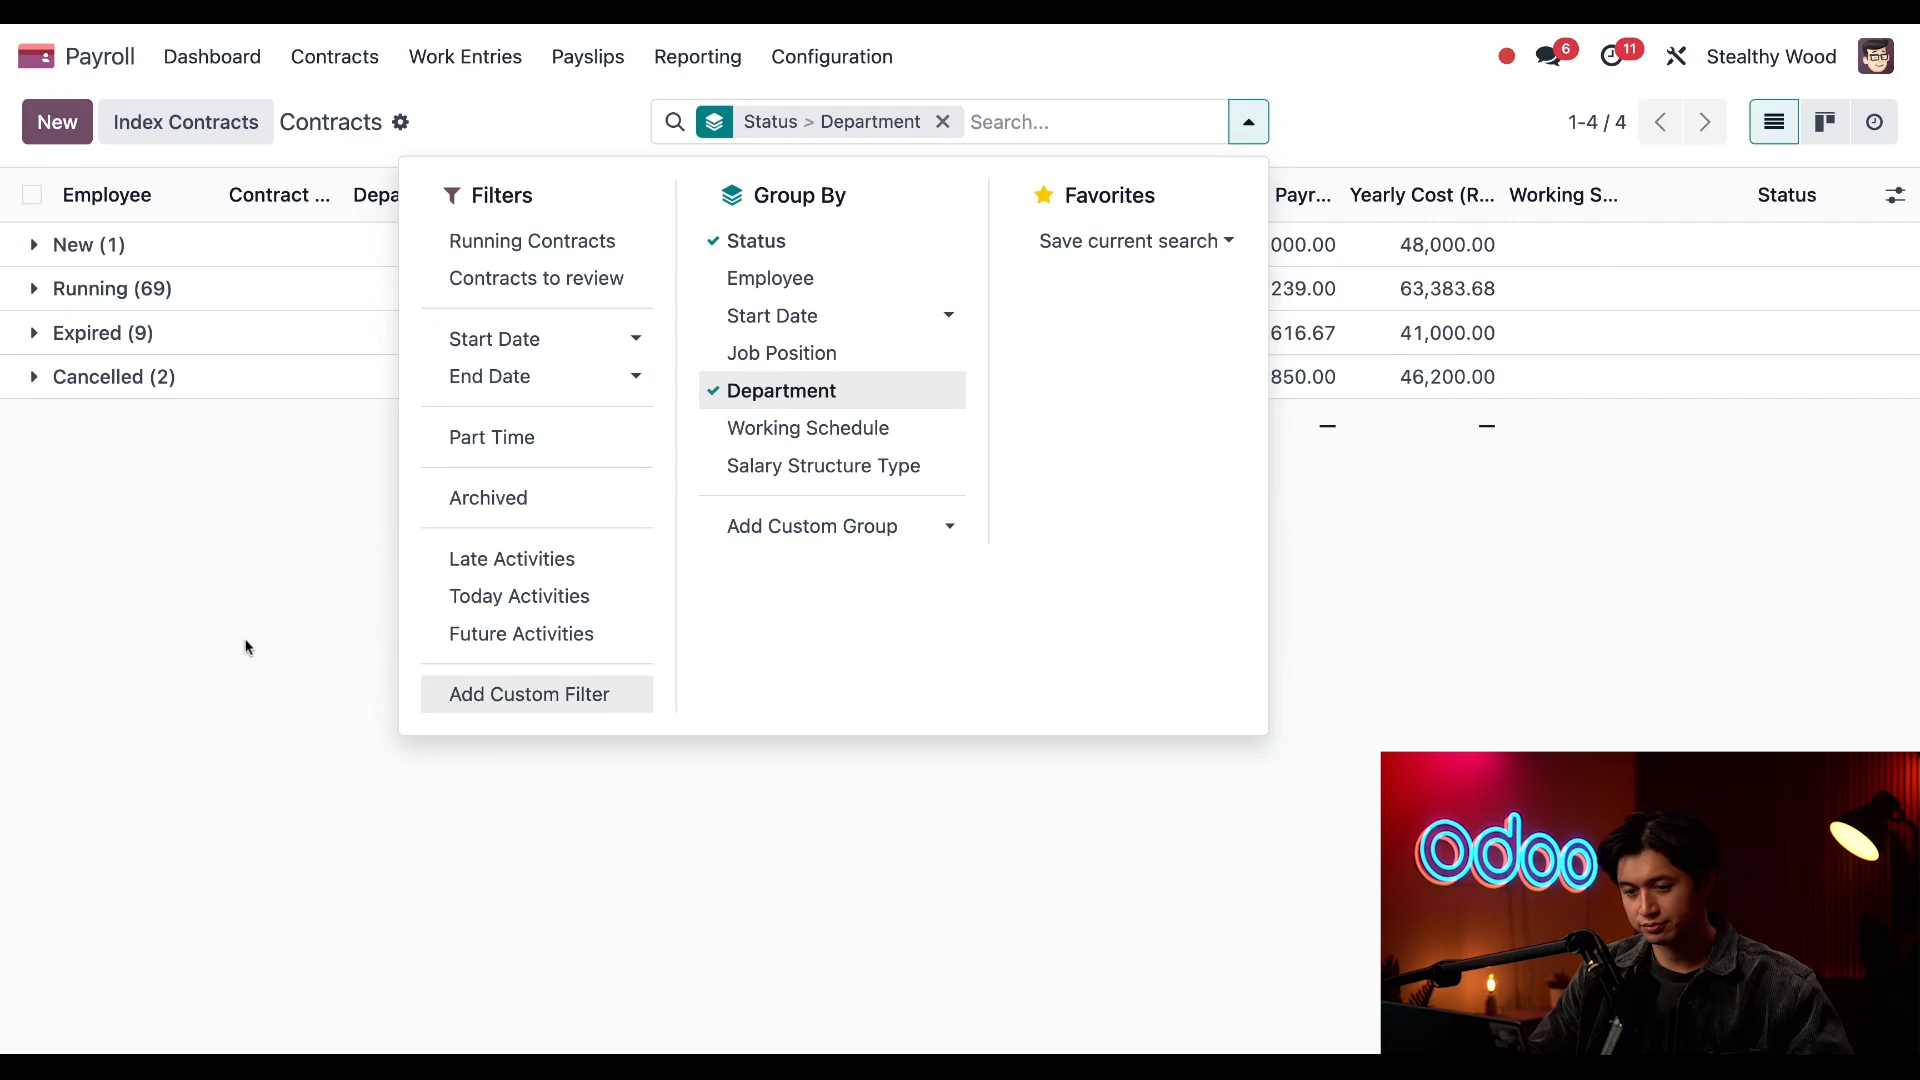 Payroll Dashboard Contracts Work Entries Payslips Reporting Configuration 6 11 Stealthy Wood
New Index Contracts Contracts Status > Department Search... 1-4 / 4
Employee Contract ... Depa Payr... Yearly Cost (R... Working S... Status
New (1) 000.00 48,000.00
Running (69) 239.00 63,383.68
Expired (9) 616.67 41,000.00
Cancelled (2) 850.00 46,200.00
— —
Filters
Running Contracts
Contracts to review
Start Date
End Date
Part Time
Archived
Late Activities
Today Activities
Future Activities
Add Custom Filter
Group By
Status
Employee
Start Date
Job Position
Department
Working Schedule
Salary Structure Type
Add Custom Group
Favorites
Save current search
odoo